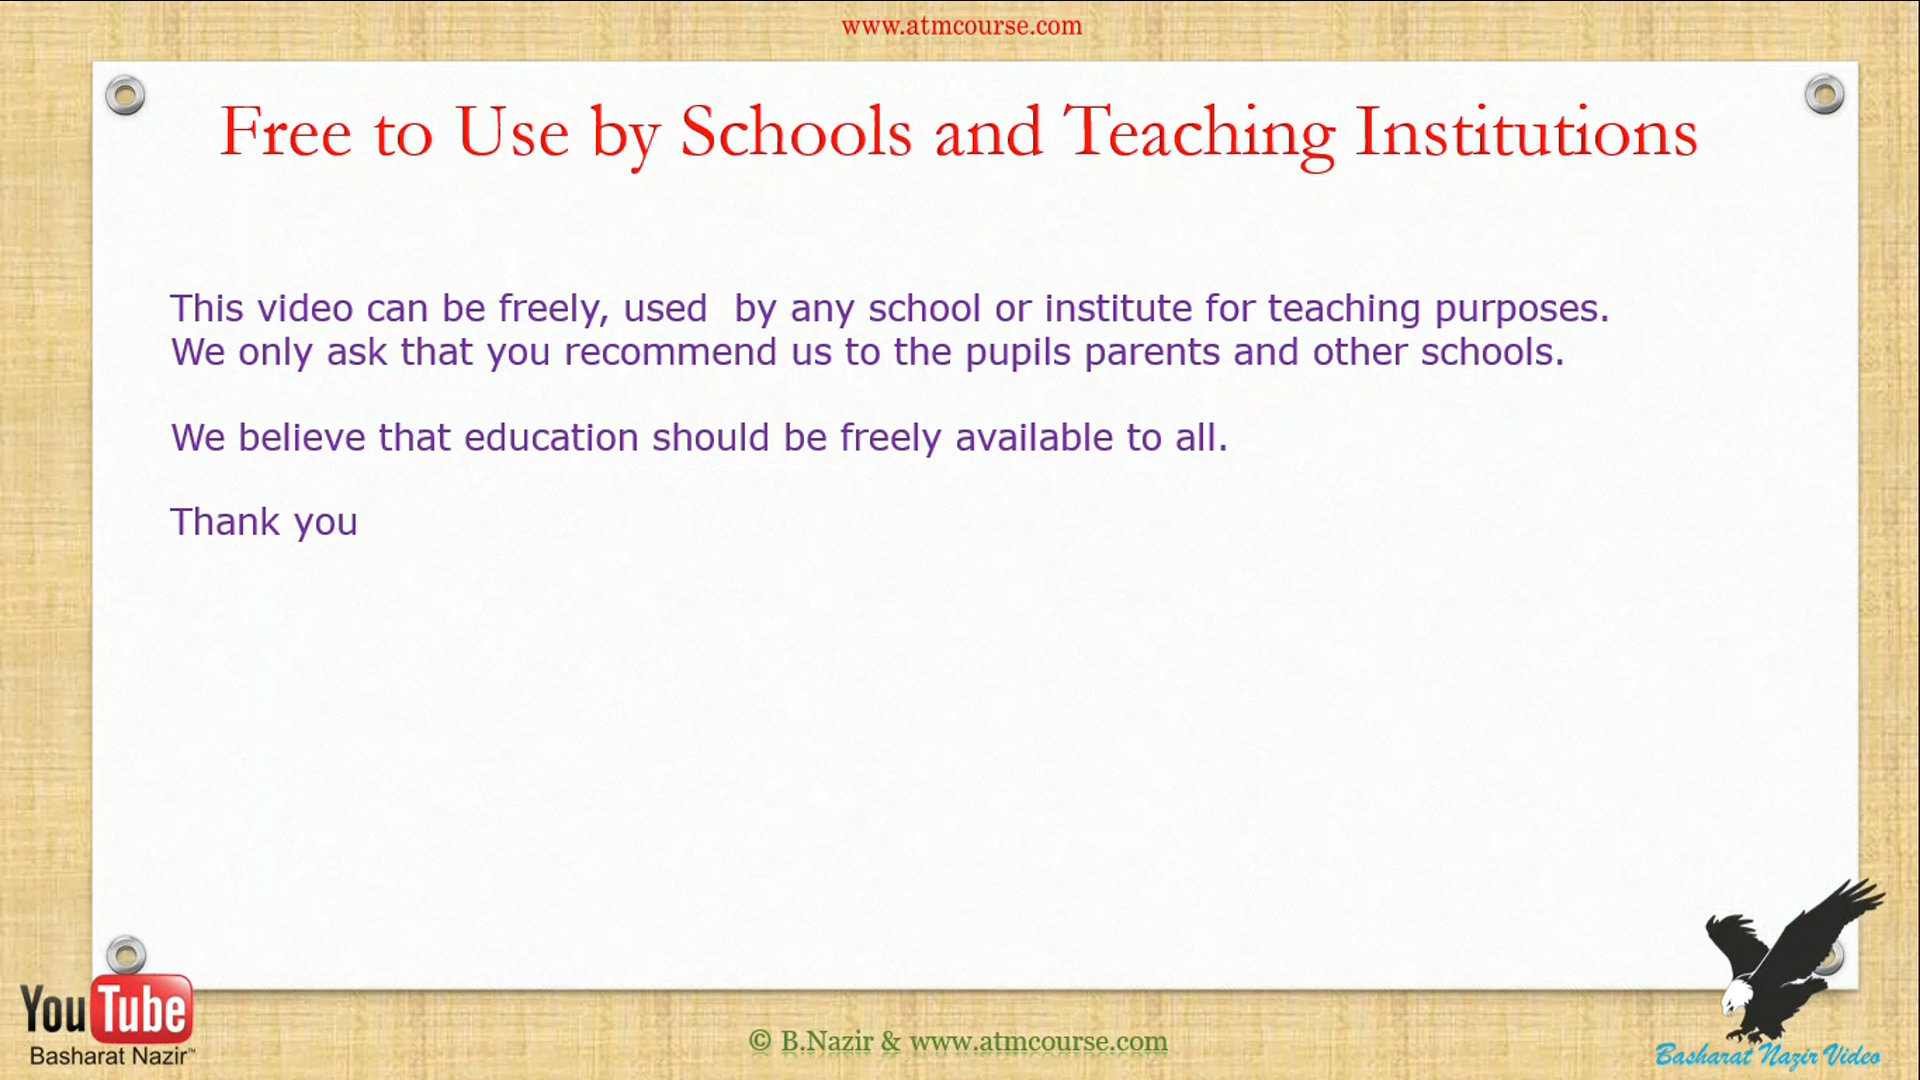 www.atmcourse.com
Free to Use by Schools and Teaching Institutions
This video can be freely, used  by any school or institute for teaching purposes.
We only ask that you recommend us to the pupils parents and other schools.
We believe that education should be freely available to all.
Thank you
YouTube
Basharat Nazir™
© B.Nazir & www.atmcourse.com
Basharat Nazir Video